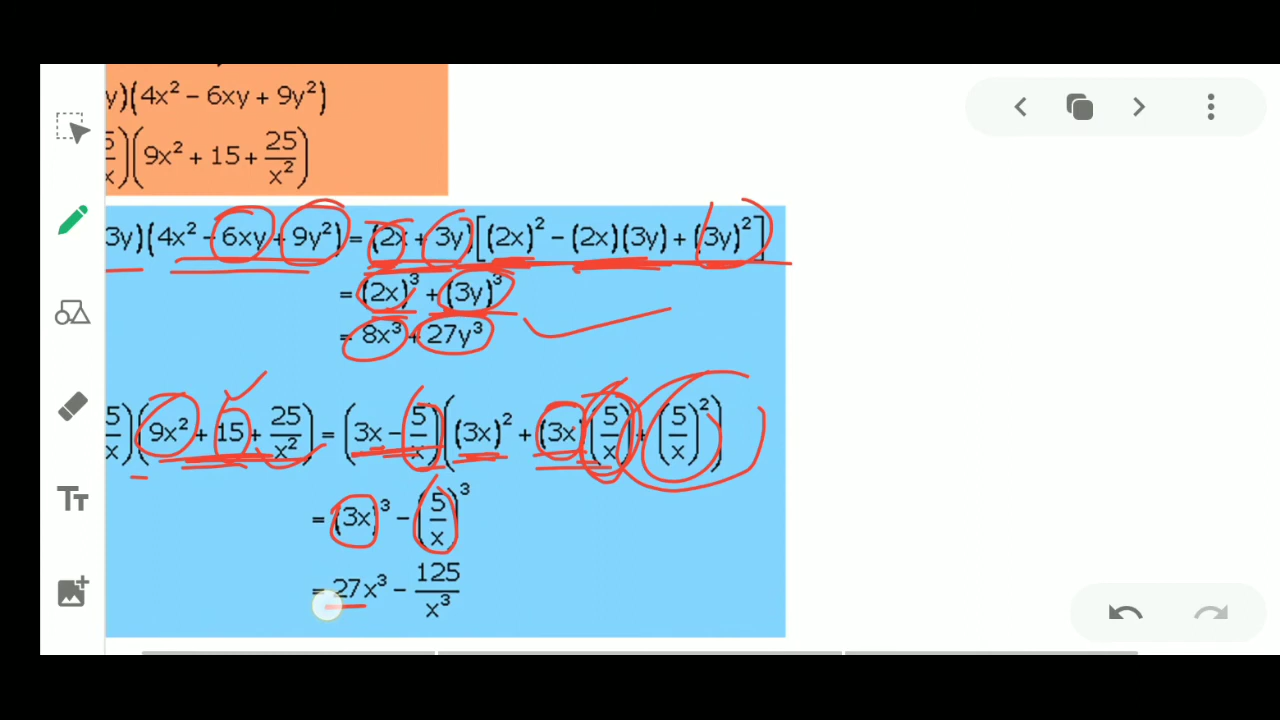 y)(4x² − 6xy + 9y²)
5/x)(9x² + 15 + 25/x²)
3y)(4x² − 6xy + 9y²) = (2x + 3y)[(2x)² − (2x)(3y) + (3y)²]
= (2x)³ + (3y)³
= 8x³ + 27y³
5/x)(9x² + 15 + 25/x²) = (3x − 5/x)((3x)² + (3x)(5/x) + (5/x)²)
= (3x)³ − (5/x)³
= 27x³ − 125/x³
Tт